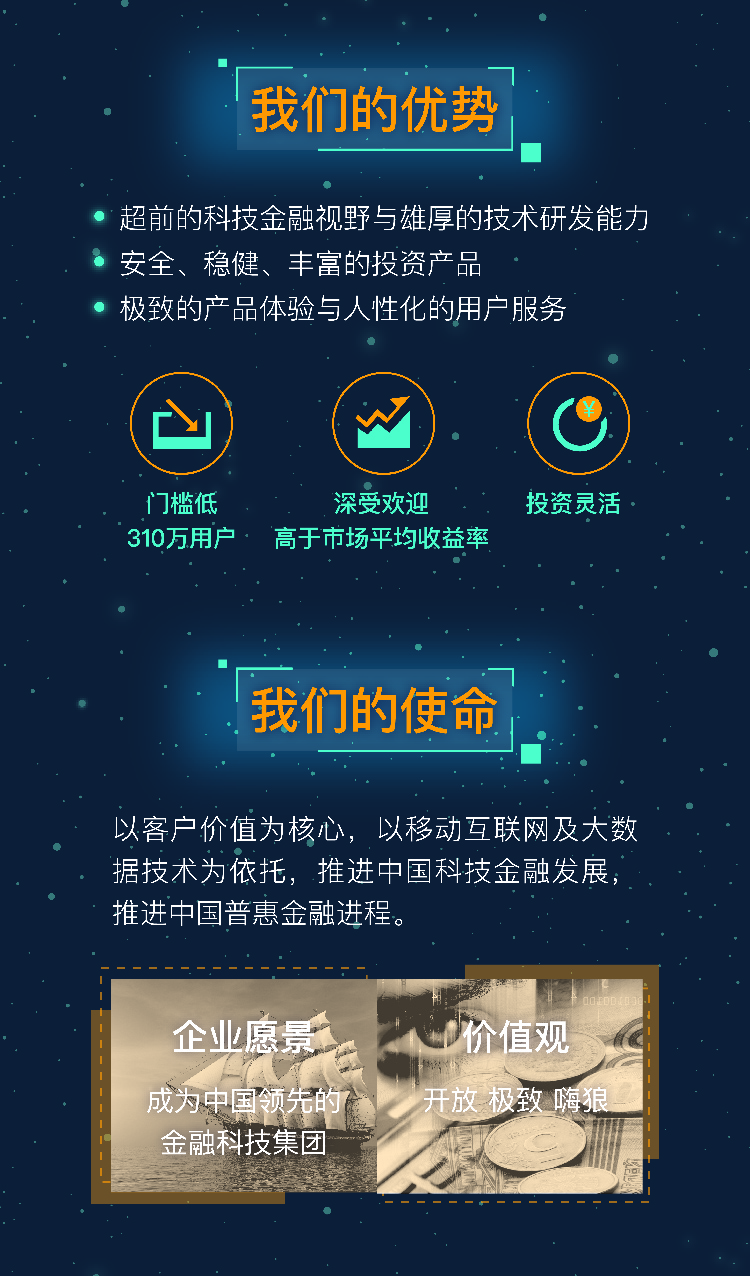 我们的优势
超前的科技金融视野与雄厚的技术研发能力
安全、稳健、丰富的投资产品
极致的产品体验与人性化的用户服务
¥
门槛低
310万用户
深受欢迎
高于市场平均收益率
投资灵活
我们的使命
以客户价值为核心，以移动互联网及大数
据技术为依托，推进中国科技金融发展，
推进中国普惠金融进程。
企业愿景
成为中国领先的
金融科技集团
价值观
开放 极致 嗨狼